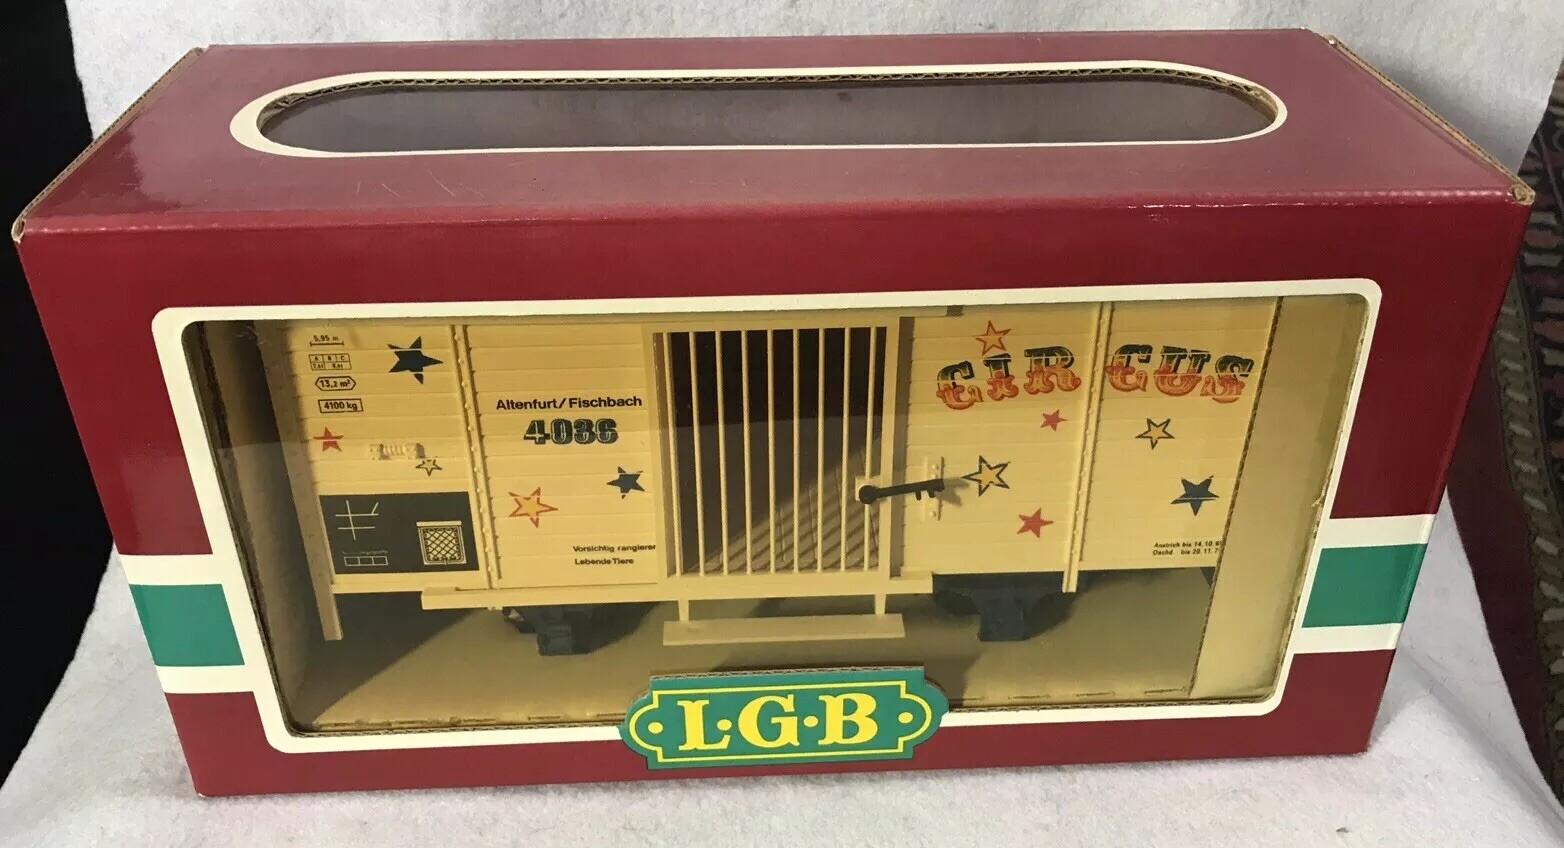 5,95 m
A B C
13,2 m²
4100 kg
Altenfurt/Fischbach
4036
Vorsichtig rangieren
Lebende Tiere
CIRCUS
Anstrich bis 14.10.
Dachd. bis 20.11.
L·G·B